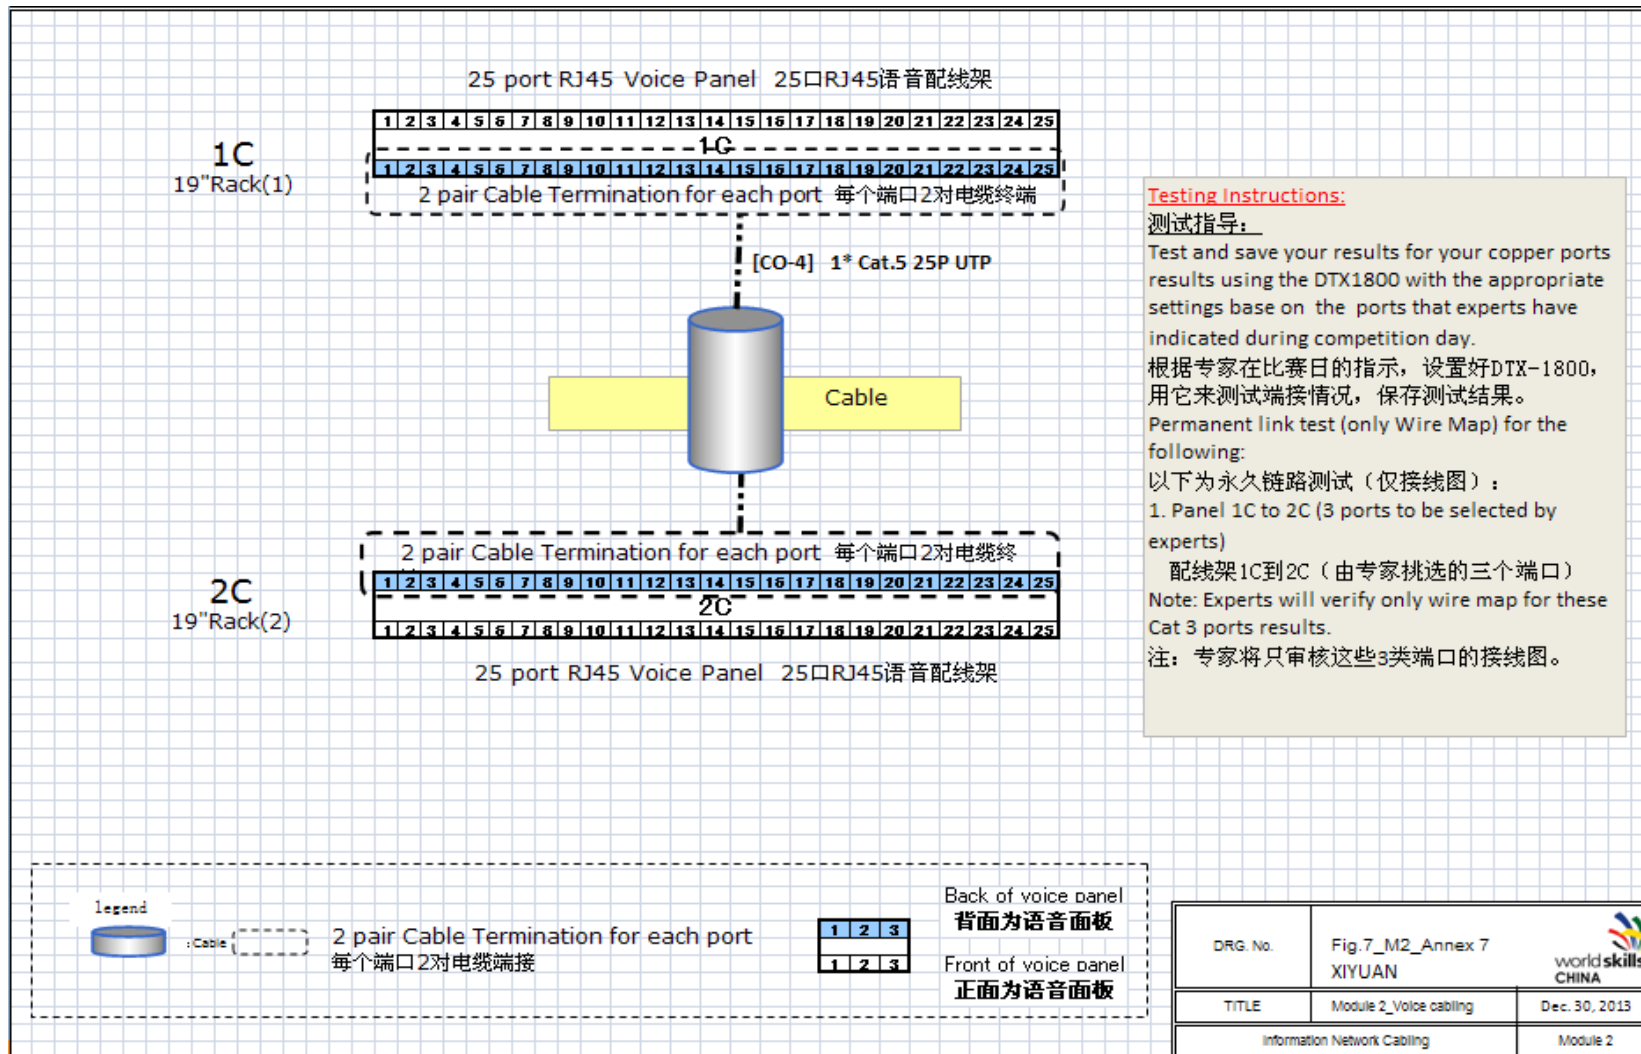 25 port RJ45 Voice Panel 25口RJ45语音配线架
1 2 3 4 5 6 7 8 9 10 11 12 13 14 15 16 17 18 19 20 21 22 23 24 25
1C
1C
19"Rack(1)
1 2 3 4 5 6 7 8 9 10 11 12 13 14 15 16 17 18 19 20 21 22 23 24 25
2 pair Cable Termination for each port 每个端口2对电缆终端
[CO-4] 1* Cat.5 25P UTP
Cable
2 pair Cable Termination for each port 每个端口2对电缆终
1 2 3 4 5 6 7 8 9 10 11 12 13 14 15 16 17 18 19 20 21 22 23 24 25
2C
2C
19"Rack(2)
1 2 3 4 5 6 7 8 9 10 11 12 13 14 15 16 17 18 19 20 21 22 23 24 25
25 port RJ45 Voice Panel 25口RJ45语音配线架
Testing Instructions:
测试指导：
Test and save your results for your copper ports
results using the DTX1800 with the appropriate
settings base on the ports that experts have
indicated during competition day.
根据专家在比赛日的指示，设置好DTX-1800，
用它来测试端接情况，保存测试结果。
Permanent link test (only Wire Map) for the
following:
以下为永久链路测试（仅接线图）：
1. Panel 1C to 2C (3 ports to be selected by
experts)
配线架1C到2C（由专家挑选的三个端口）
Note: Experts will verify only wire map for these
Cat 3 ports results.
注：专家将只审核这些3类端口的接线图。
legend
:Cable
2 pair Cable Termination for each port
每个端口2对电缆端接
1 2 3
1 2 3
Back of voice panel
背面为语音面板
Front of voice panel
正面为语音面板
DRG. No.
Fig.7_M2_Annex 7
XIYUAN
worldskills
CHINA
TITLE
Module 2_Voice cabling
Dec. 30, 2013
Information Network Cabling
Module 2